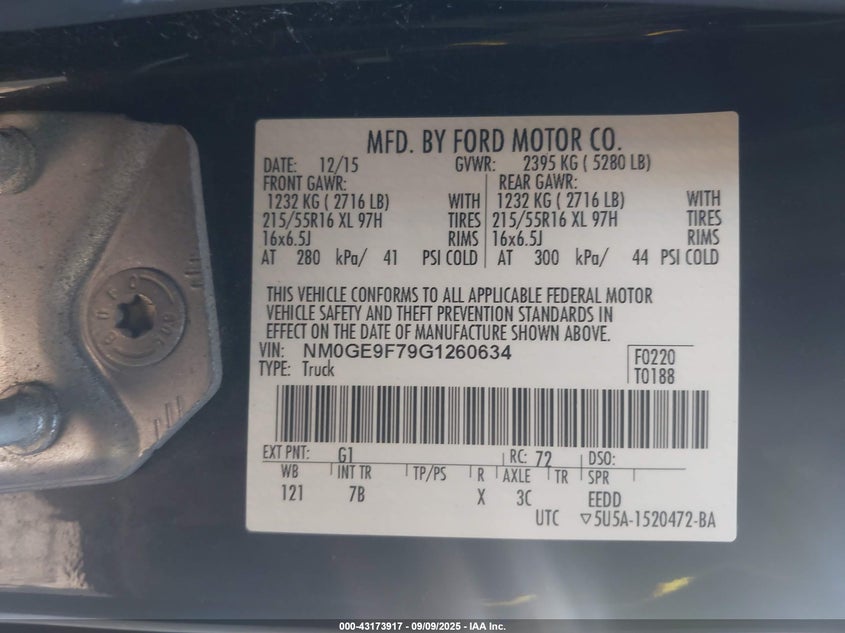 MFD. BY FORD MOTOR CO.
DATE: 12/15 GVWR: 2395 KG ( 5280 LB)
FRONT GAWR: REAR GAWR:
1232 KG ( 2716 LB) WITH 1232 KG ( 2716 LB) WITH
215/55R16 XL 97H TIRES 215/55R16 XL 97H TIRES
16x6.5J RIMS 16x6.5J RIMS
AT 280 kPa/ 41 PSI COLD AT 300 kPa/ 44 PSI COLD
THIS VEHICLE CONFORMS TO ALL APPLICABLE FEDERAL MOTOR
VEHICLE SAFETY AND THEFT PREVENTION STANDARDS IN
EFFECT ON THE DATE OF MANUFACTURE SHOWN ABOVE.
VIN: NM0GE9F79G1260634 F0220
TYPE: Truck T0188
EXT PNT: G1 RC: 72 DSO:
WB INT TR TP/PS R AXLE TR SPR
121 7B X 3C EEDD
UTC ▽5U5A-1520472-BA
000-43173917 - 09/09/2025 - IAA Inc.